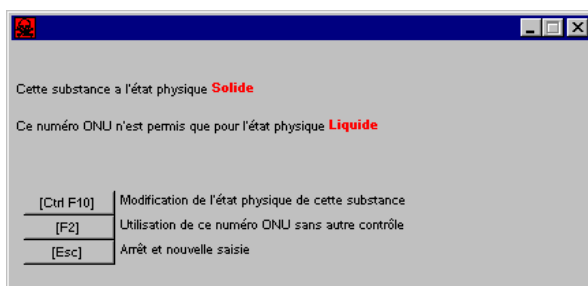 Cette substance a l'état physique Solide
Ce numéro ONU n'est permis que pour l'état physique Liquide
[Ctrl F10] Modification de l'état physique de cette substance
[F2] Utilisation de ce numéro ONU sans autre contrôle
[Esc] Arrêt et nouvelle saisie